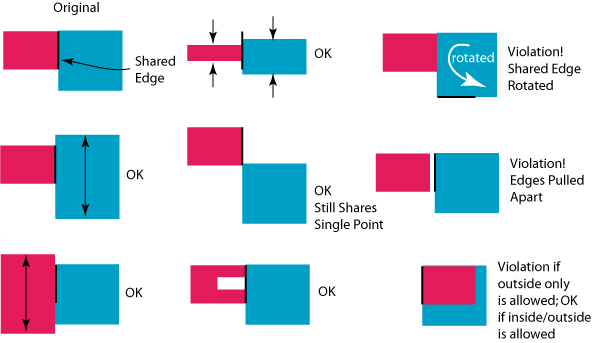 Original
Shared
Edge
OK
rotated
Violation!
Shared Edge
Rotated
OK
OK
Still Shares
Single Point
Violation!
Edges Pulled
Apart
OK
OK
Violation if
outside only
is allowed; OK
if inside/outside
is allowed